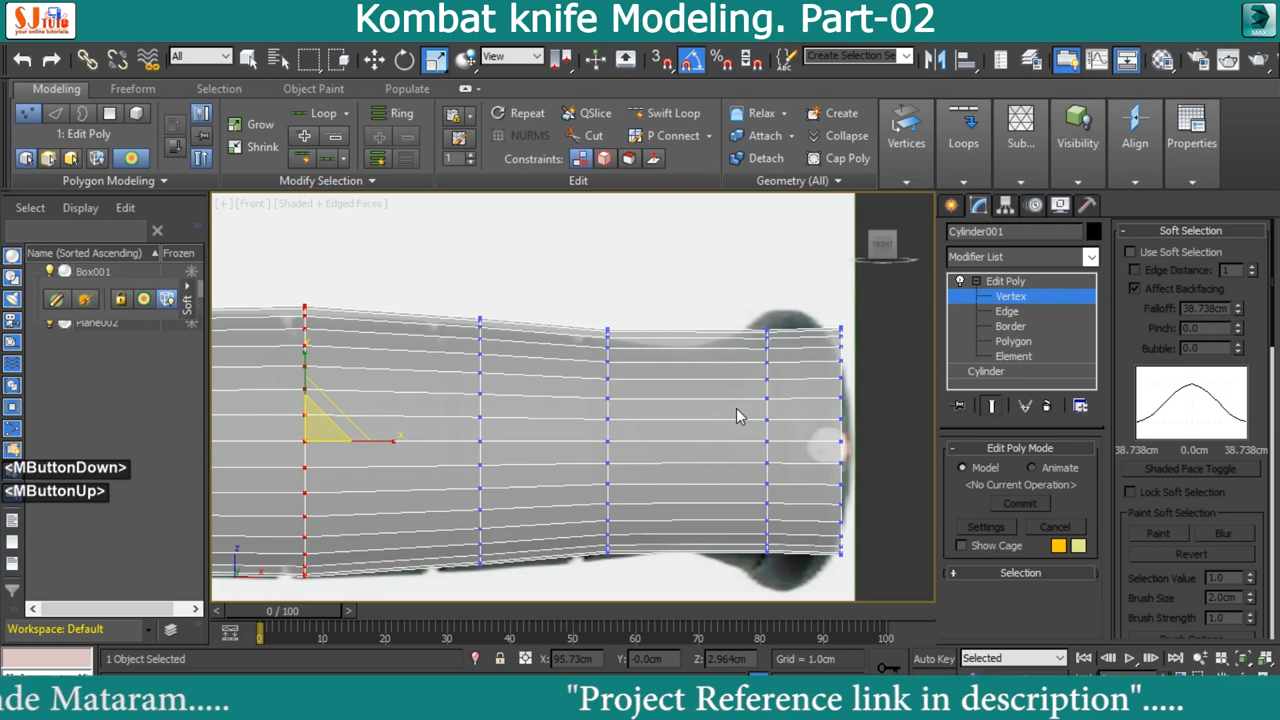 SJ TUTO
your online tutorials
Kombat knife Modeling. Part-02
MAX
All
View
Create Selection Se
Modeling
Freeform
Selection
Object Paint
Populate
1: Edit Poly
Polygon Modeling
Grow
Shrink
Loop
Ring
1
Modify Selection
Repeat
QSlice
Swift Loop
NURMS
Cut
P Connect
Constraints:
Edit
Relax
Create
Attach
Collapse
Detach
Cap Poly
Geometry (All)
Vertices
Loops
Sub...
Visibility
Align
Properties
Select
Display
Edit
Name (Sorted Ascending)
Frozen
Box001
Soft
Plane002
<MButtonDown>
<MButtonUp>
[+] [Front] [Shaded + Edged Faces]
FRONT
y
x
z
x
Cylinder001
Modifier List
Edit Poly
Vertex
Edge
Border
Polygon
Element
Cylinder
Edit Poly Mode
Model
Animate
<No Current Operation>
Commit
Settings
Cancel
Show Cage
Selection
Soft Selection
Use Soft Selection
Edge Distance: 1
Affect Backfacing
Falloff: 38.738cm
Pinch: 0.0
Bubble: 0.0
38.738cm 0.0cm 38.738cm
Shaded Face Toggle
Lock Soft Selection
Paint Soft Selection
Paint
Blur
Revert
Selection Value 1.0
Brush Size 2.0cm
Brush Strength 1.0
Brush Options
0 / 100
Workspace: Default
0 10 20 30 40 50 60 70 80 90 100
1 Object Selected
X: 95.73cm
Y: -0.0cm
Z: 2.964cm
Grid = 1.0cm
Auto Key
Selected
nde Mataram.....
"Project Reference link in description".....